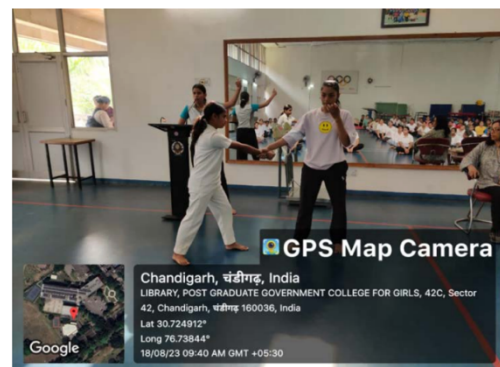 GPS Map Camera
Chandigarh, चंडीगढ़, India
LIBRARY, POST GRADUATE GOVERNMENT COLLEGE FOR GIRLS, 42C, Sector
42, Chandigarh, चंडीगढ़ 160036, India
Lat 30.724912°
Long 76.73844°
18/08/23 09:40 AM GMT +05:30
Google